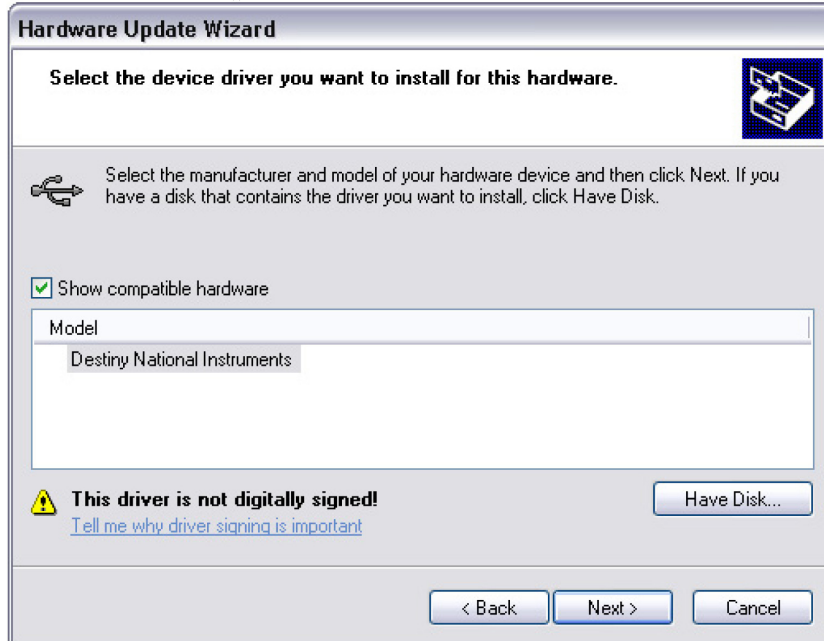 Hardware Update Wizard
Select the device driver you want to install for this hardware.
Select the manufacturer and model of your hardware device and then click Next. If you
have a disk that contains the driver you want to install, click Have Disk.
Show compatible hardware
Model
Destiny National Instruments
This driver is not digitally signed!
Tell me why driver signing is important
Have Disk...
< Back
Next >
Cancel